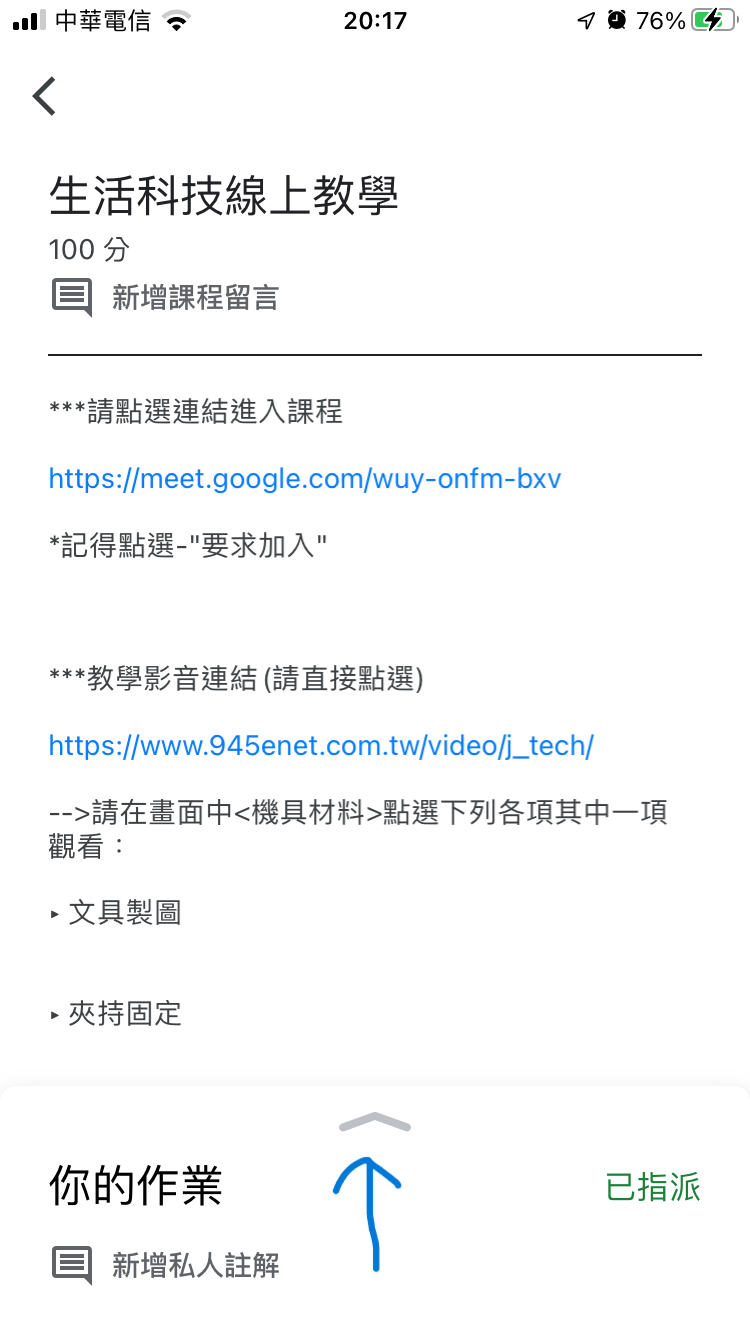 中華電信 20:17 76%
生活科技線上教學
100 分
新增課程留言
***請點選連結進入課程
https://meet.google.com/wuy-onfm-bxv
*記得點選-"要求加入"
***教學影音連結(請直接點選)
https://www.945enet.com.tw/video/j_tech/
-->請在畫面中<機具材料>點選下列各項其中一項
觀看：
▸ 文具製圖
▸ 夾持固定
你的作業 已指派
新增私人註解